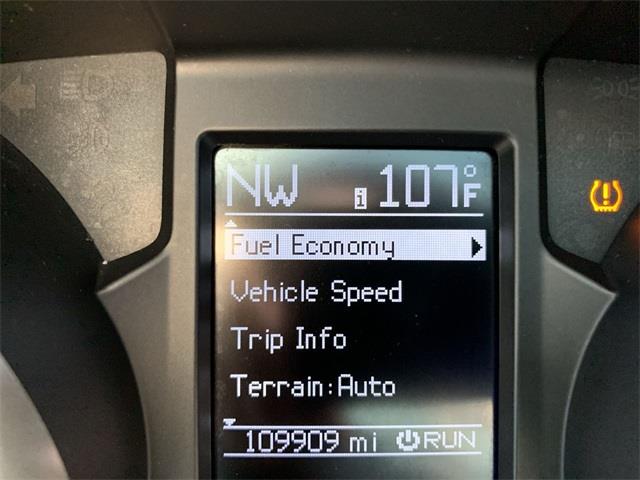 NW i 107°F
Fuel Economy
Vehicle Speed
Trip Info
Terrain:Auto
109909 mi RUN